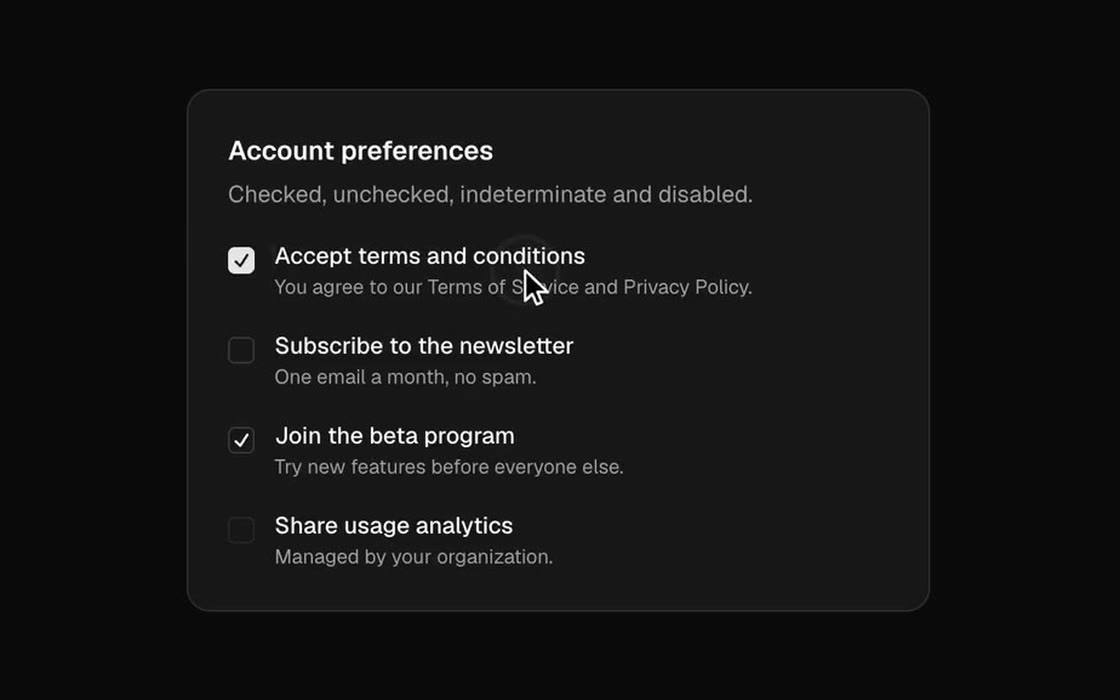 Account preferences
Checked, unchecked, indeterminate and disabled.
Accept terms and conditions
You agree to our Terms of Service and Privacy Policy.
Subscribe to the newsletter
One email a month, no spam.
Join the beta program
Try new features before everyone else.
Share usage analytics
Managed by your organization.